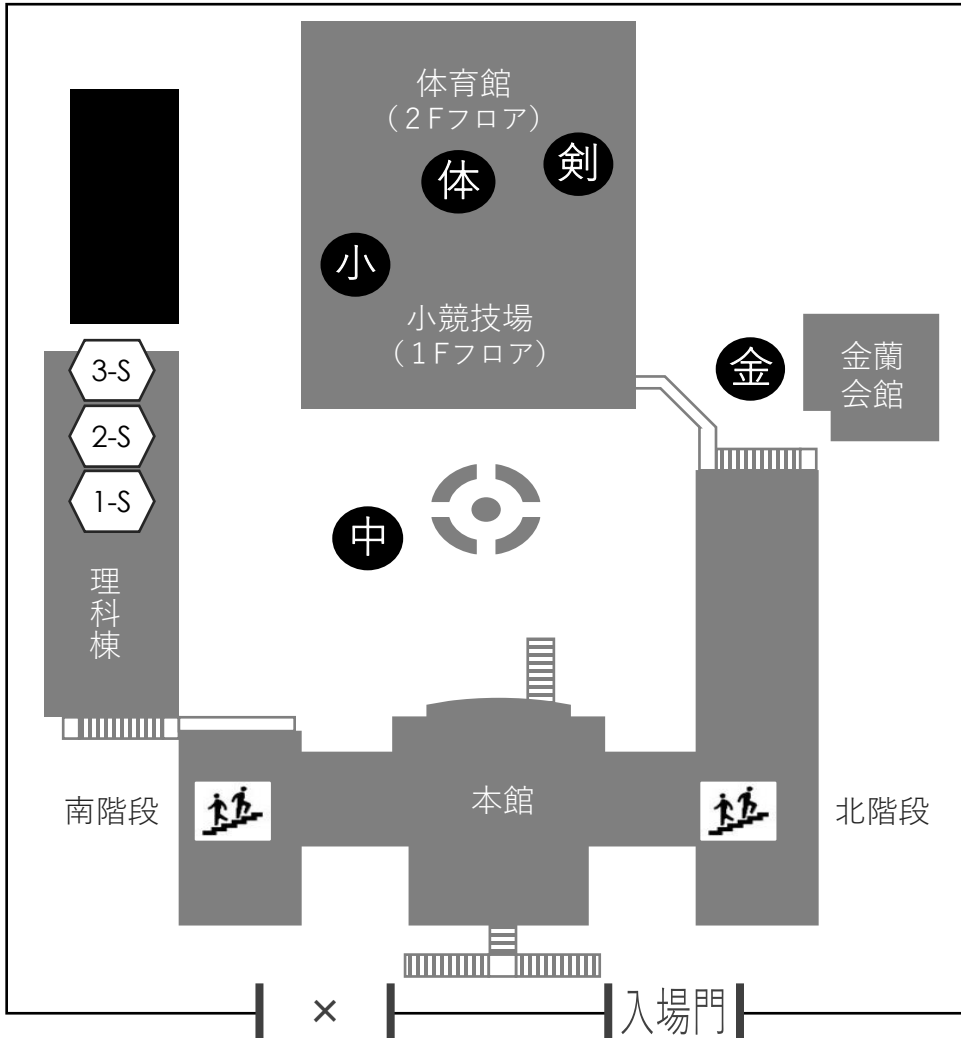 体育館
（２Fフロア）
体
剣
小
小競技場
（１Fフロア）
金
金蘭
会館
3-S
2-S
1-S
中
理科棟
南階段
本館
北階段
×
入場門